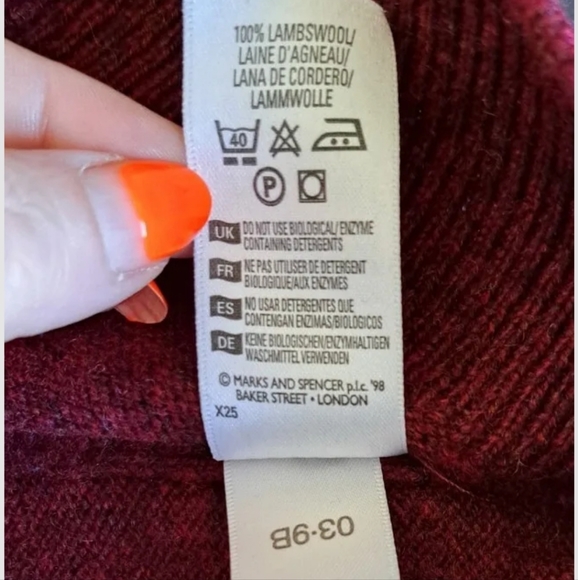 100% LAMBSWOOL/
LAINE D'AGNEAU/
LANA DE CORDERO/
LAMMWOLLE
40
P
UK DO NOT USE BIOLOGICAL/ENZYME
CONTAINING DETERGENTS
FR NE PAS UTILISER DE DETERGENT
BIOLOGIQUE/AUX ENZYMES
ES NO USAR DETERGENTES QUE
CONTENGAN ENZIMAS/BIOLOGICOS
DE KEINE BIOLOGISCHEN/ENZYMHALTIGEN
WASCHMITTEL VERWENDEN
© MARKS AND SPENCER p.l.c. '98
BAKER STREET • LONDON
X25
03·9B